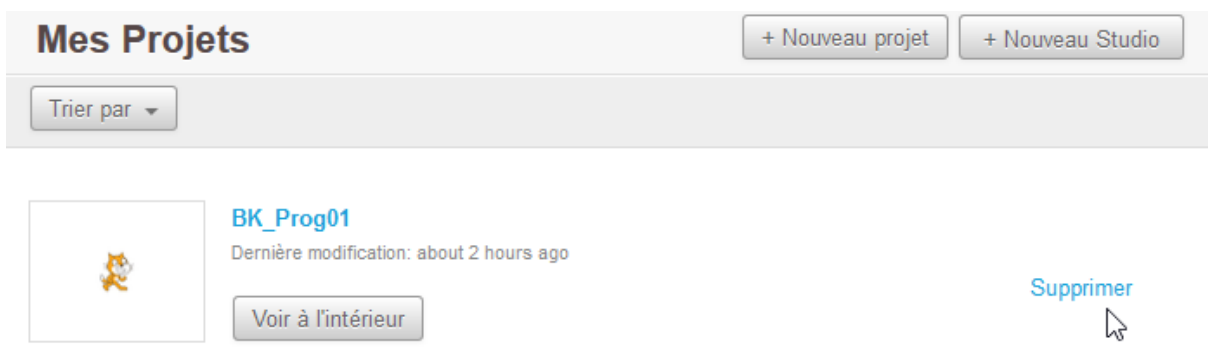 Mes Projets
+ Nouveau projet
+ Nouveau Studio
Trier par
BK_Prog01
Dernière modification: about 2 hours ago
Supprimer
Voir à l'intérieur